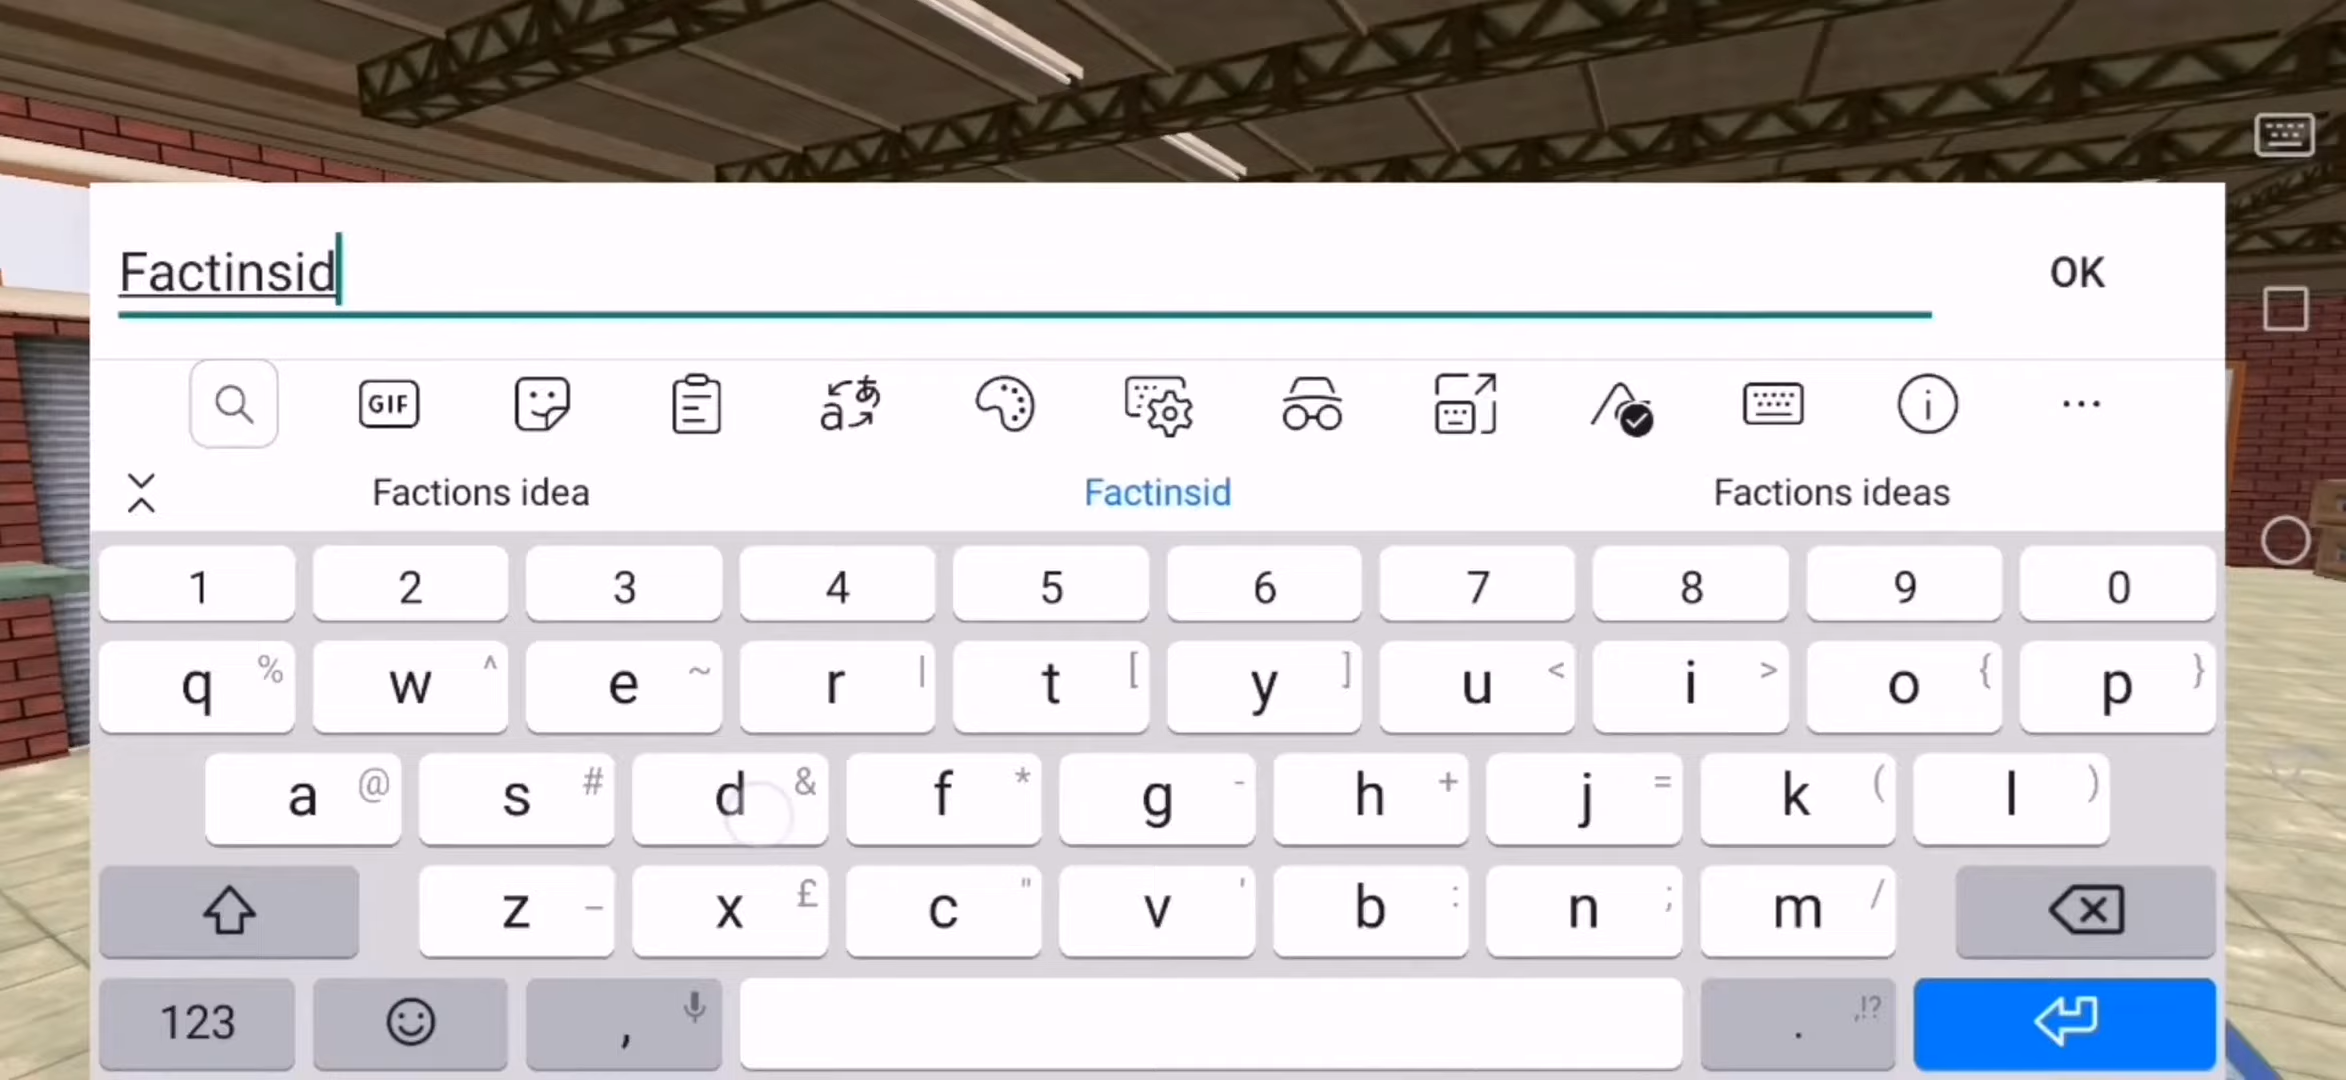 Factinsid
OK
GIF
a あ
Factions idea Factinsid Factions ideas
1 2 3 4 5 6 7 8 9 0
q % w ^ e ~ r | t [ y ] u < i > o { p }
a @ s # d & f * g - h + j = k ( l )
z _ x £ c " v ' b : n ; m /
123 , . ,!?